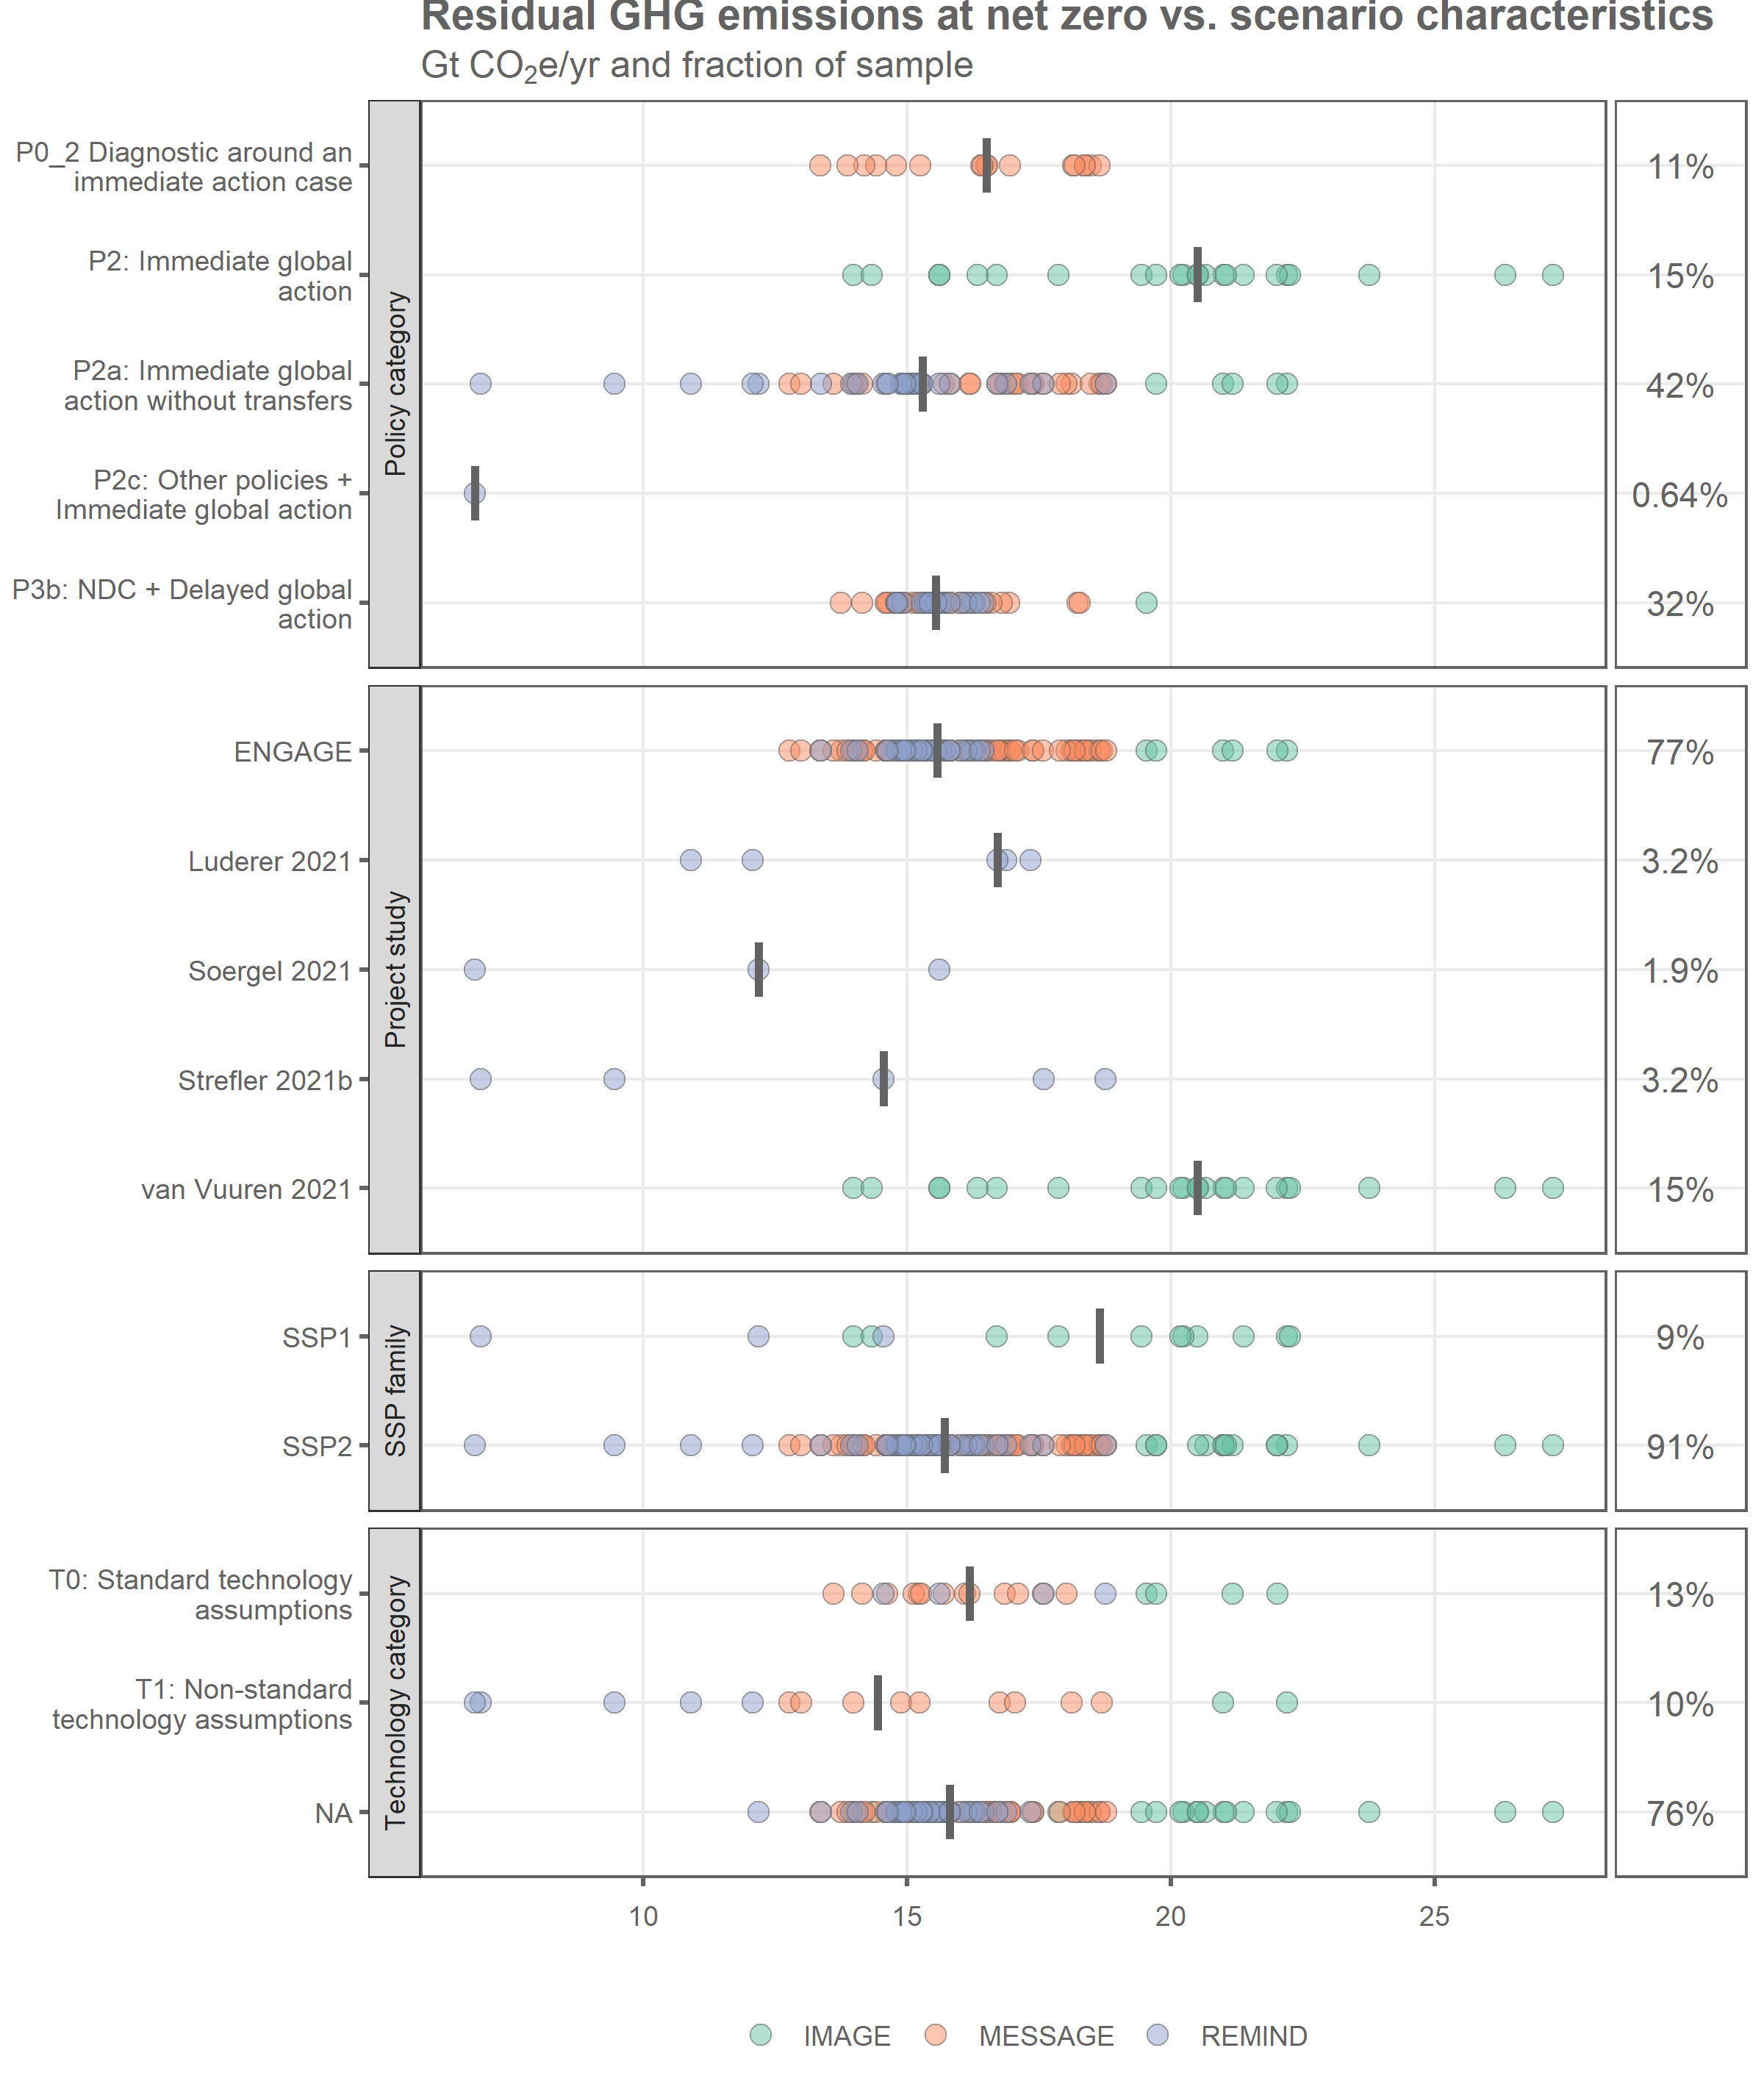 Residual GHG emissions at net zero vs. scenario characteristics
Gt CO₂e/yr and fraction of sample
Policy category
P0_2 Diagnostic around an
immediate action case
11%
P2: Immediate global
action
15%
P2a: Immediate global
action without transfers
42%
P2c: Other policies +
Immediate global action
0.64%
P3b: NDC + Delayed global
action
32%
Project study
ENGAGE
77%
Luderer 2021
3.2%
Soergel 2021
1.9%
Strefler 2021b
3.2%
van Vuuren 2021
15%
SSP family
SSP1
9%
SSP2
91%
Technology category
T0: Standard technology
assumptions
13%
T1: Non-standard
technology assumptions
10%
NA
76%
10 15 20 25
IMAGE MESSAGE REMIND